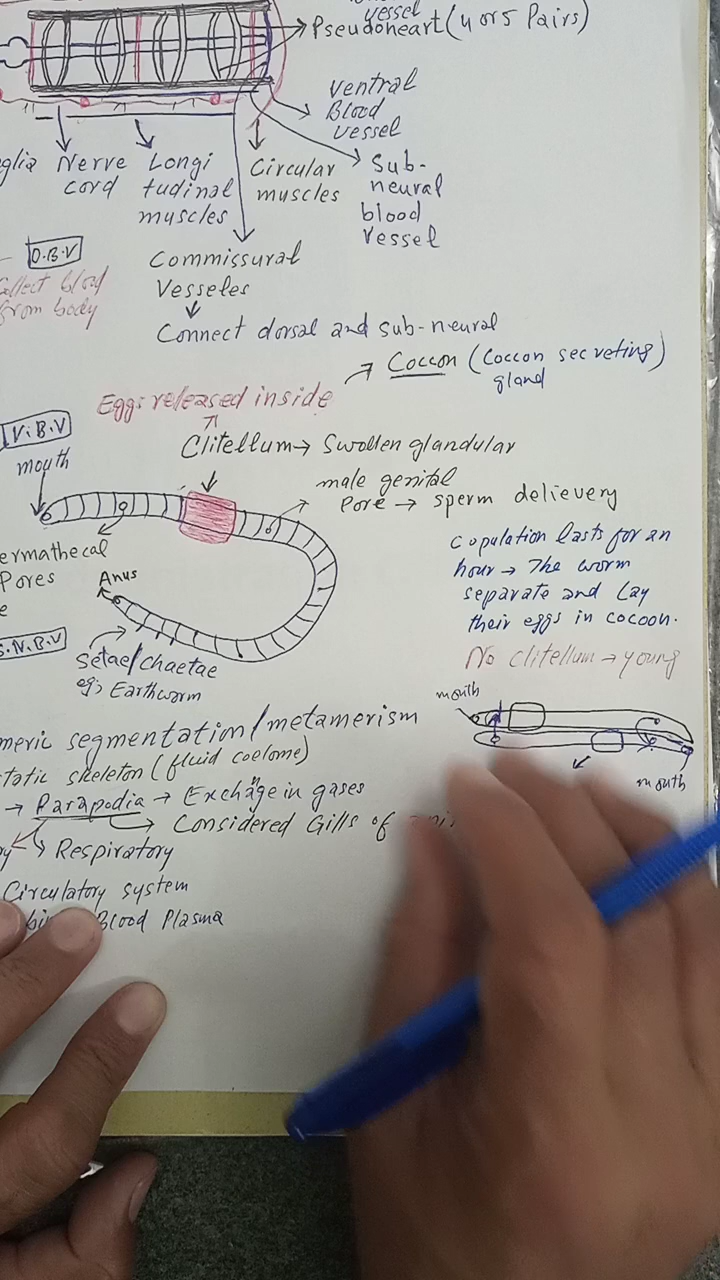 vessel
Pseudoheart (4 or 5 Pairs)
Ventral
Blood
vessel
glia
Nerve
cord
Longi
tudinal
muscles
Circular
muscles
Sub-
neural
blood
vessel
D.B.V
Collect blood
from body
Commissural
Vesseles
Connect dorsal and sub-neural
Coccon (Coccon secreting)
gland
Eggs released inside
V.B.V
Clitellum → Swollen glandular
mouth
male genital
Pore → sperm delievery
ermathecal
Pores
e
Anus
Copulation lasts for an
hour → The worm
separate and lay
their eggs in cocoon.
S.N.B.V
Setae/chaetae
eg; Earthworm
No clitellum → young
mouth
mouth
meric segmentation/metamerism
tatic skeleton (fluid coelome)
→ Parapodia → Exchange in gases
Considered Gills of
ry
Respiratory
Circulatory system
Blood Plasma